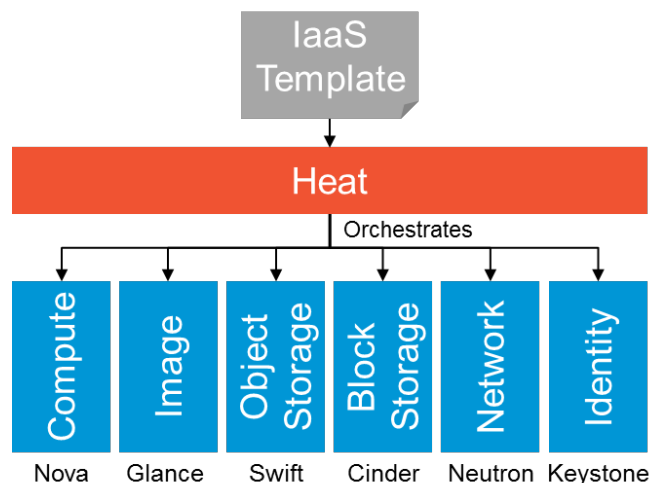 IaaS
Template
Heat
Orchestrates
Compute
Image
Object
Storage
Block
Storage
Network
Identity
Nova
Glance
Swift
Cinder
Neutron
Keystone